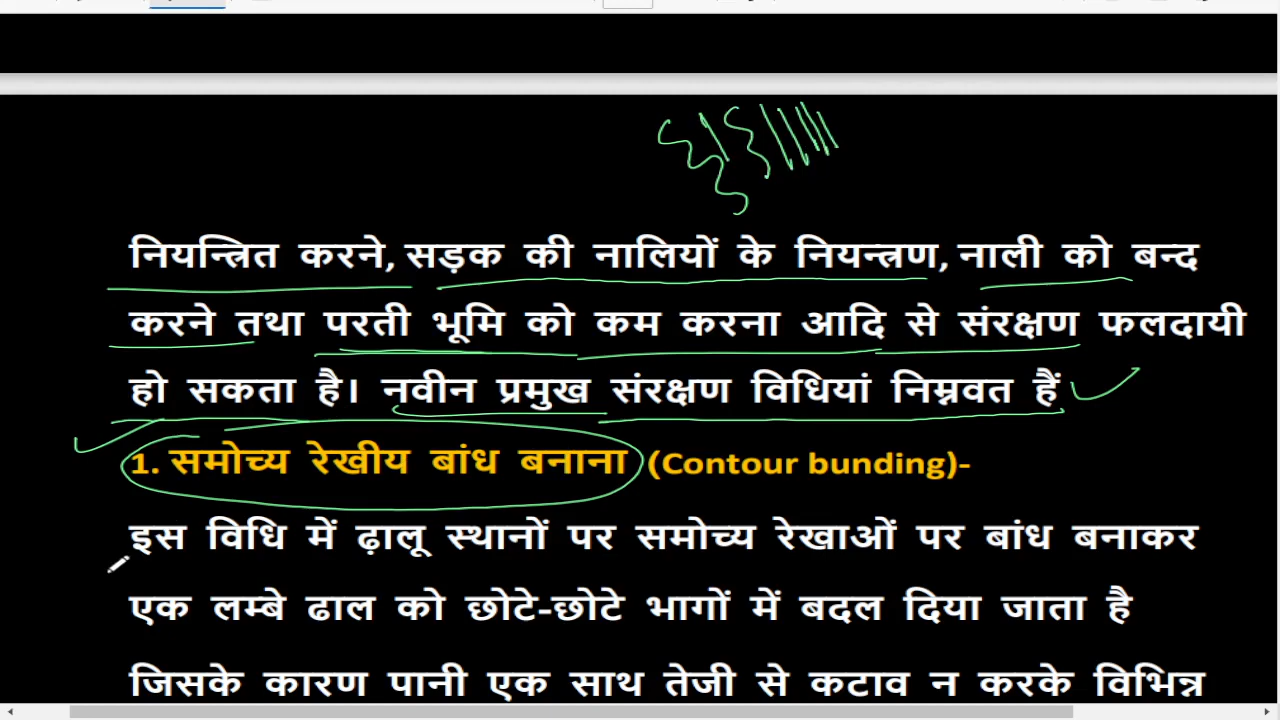 नियन्त्रित करने, सड़क की नालियों के नियन्त्रण, नाली को बन्द
करने तथा परती भूमि को कम करना आदि से संरक्षण फलदायी
हो सकता है। नवीन प्रमुख संरक्षण विधियां निम्नवत हैं
1. समोच्य रेखीय बांध बनाना (Contour bunding)-
इस विधि में ढ़ालू स्थानों पर समोच्य रेखाओं पर बांध बनाकर
एक लम्बे ढाल को छोटे-छोटे भागों में बदल दिया जाता है
जिसके कारण पानी एक साथ तेजी से कटाव न करके विभिन्न